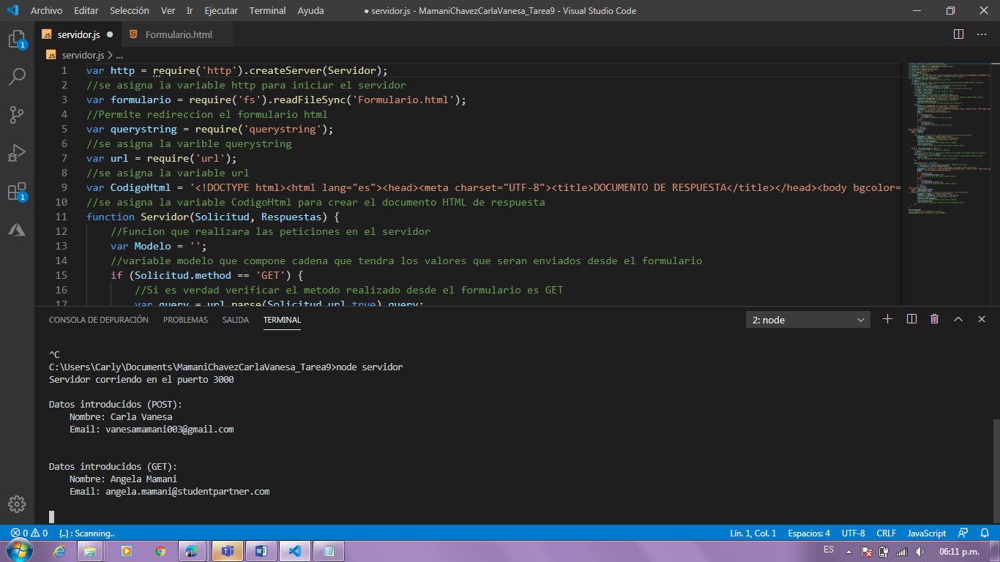 Archivo Editar Selección Ver Ir Ejecutar Terminal Ayuda
● servidor.js - MamaniChavezCarlaVanesa_Tarea9 - Visual Studio Code
JS servidor.js ● Formulario.html
JS servidor.js > ...
1 var http = require('http').createServer(Servidor);
2 //se asigna la variable http para iniciar el servidor
3 var formulario = require('fs').readFileSync('Formulario.html');
4 //Permite redireccion el formulario html
5 var querystring = require('querystring');
6 //se asigna la varible querystring
7 var url = require('url');
8 //se asigna la variable url
9 var CodigoHtml = '<!DOCTYPE html><html lang="es"><head><meta charset="UTF-8"><title>DOCUMENTO DE RESPUESTA</title></head><body bgcolor=
10 //se asigna la variable CodigoHtml para crear el documento HTML de respuesta
11 function Servidor(Solicitud, Respuestas) {
12 //Funcion que realizara las peticiones en el servidor
13 var Modelo = '';
14 //variable modelo que compone cadena que tendra los valores que seran enviados desde el formulario
15 if (Solicitud.method == 'GET') {
16 //Si es verdad verificar el metodo realizado desde el formulario es GET
17 var query = url.parse(Solicitud.url,true).query;
CONSOLA DE DEPURACIÓN PROBLEMAS SALIDA TERMINAL 2: node
^C
C:\Users\Carly\Documents\MamaniChavezCarlaVanesa_Tarea9>node servidor
Servidor corriendo en el puerto 3000
Datos introducidos (POST):
Nombre: Carla Vanesa
Email: vanesamamani003@gmail.com
Datos introducidos (GET):
Nombre: Angela Mamani
Email: angela.mamani@studentpartner.com
0 0 {..} : Scanning.. Lín. 1, Col. 1 Espacios: 4 UTF-8 CRLF JavaScript
ES 06:11 p.m.